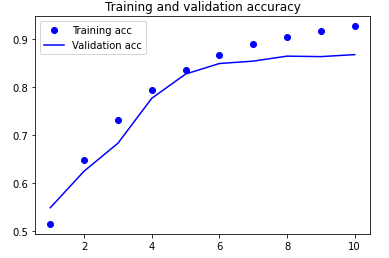 Training and validation accuracy
Training acc
Validation acc
0.9
0.8
0.7
0.6
0.5
2 4 6 8 10